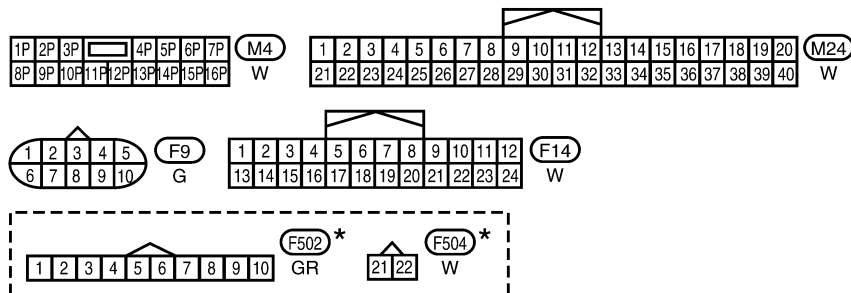 1P 2P 3P 4P 5P 6P 7P M4 1 2 3 4 5 6 7 8 9 10 11 12 13 14 15 16 17 18 19 20 M24
8P 9P 10P 11P 12P 13P 14P 15P 16P W 21 22 23 24 25 26 27 28 29 30 31 32 33 34 35 36 37 38 39 40 W
1 2 3 4 5 F9 1 2 3 4 5 6 7 8 9 10 11 12 F14
6 7 8 9 10 G 13 14 15 16 17 18 19 20 21 22 23 24 W
F502 * F504 *
1 2 3 4 5 6 7 8 9 10 GR 21 22 W